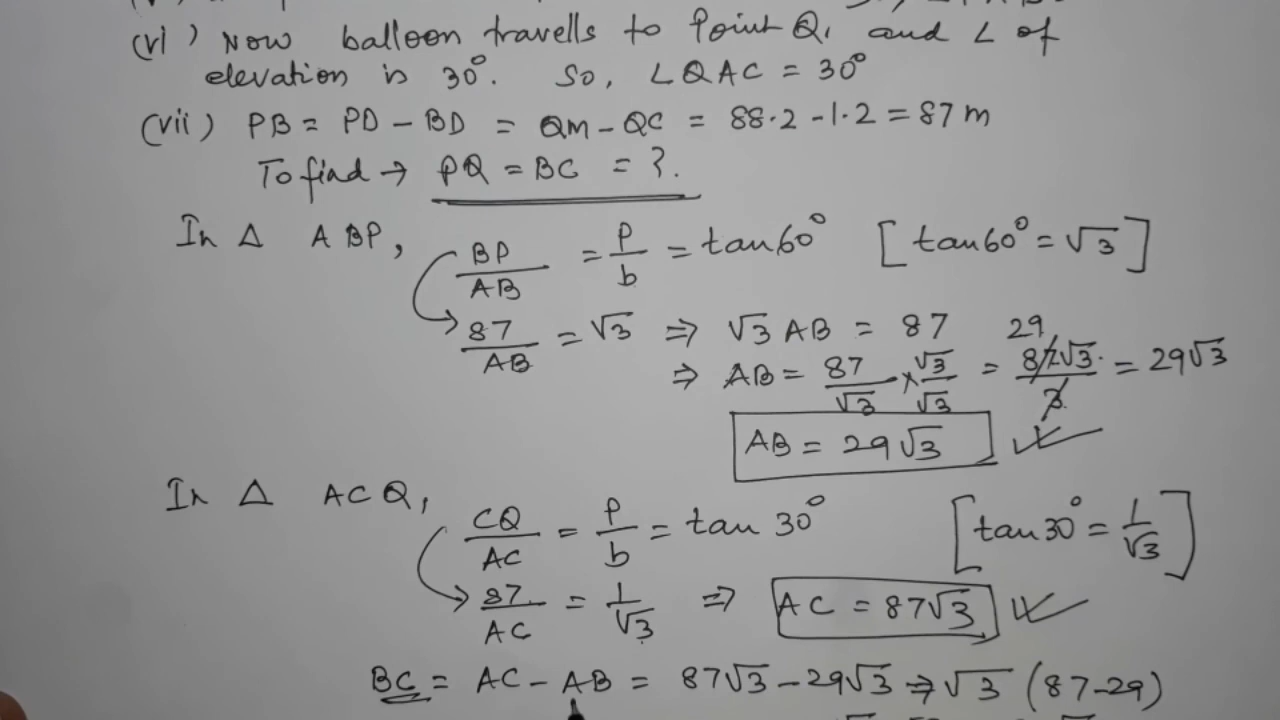 (vi) Now balloon travells to Point Q, and ∠ of
elevation is 30°. So, ∠QAC = 30°
(vii) PB = PD - BD = QM - QC = 88.2 - 1.2 = 87 m
To find → PQ = BC = ?.
In △ ABP, BP/AB = P/b = tan60° [tan60° = √3]
87/AB = √3 ⇒ √3 AB = 87
⇒ AB = 87/√3 × √3/√3 = 29 87√3/3 = 29√3
AB = 29√3
In △ ACQ, CQ/AC = P/b = tan 30° [tan 30° = 1/√3]
87/AC = 1/√3 ⇒ AC = 87√3
BC = AC - AB = 87√3 - 29√3 ⇒ √3 (87-29)